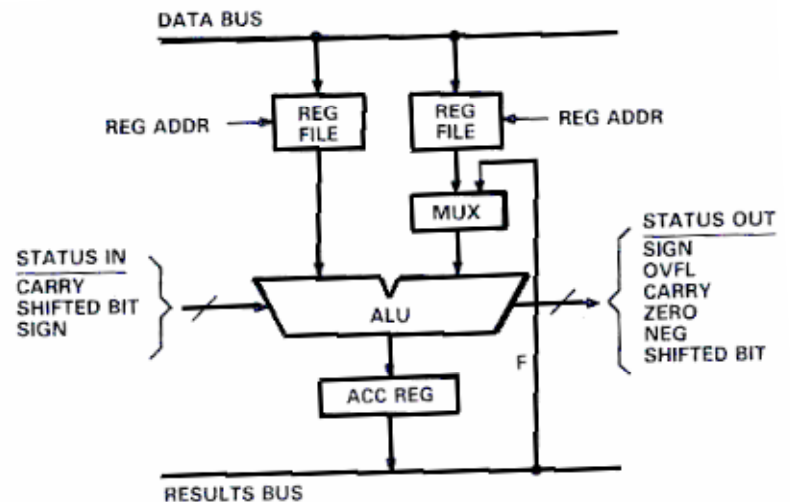 DATA BUS
REG FILE
REG FILE
REG ADDR
REG ADDR
MUX
STATUS IN
CARRY
SHIFTED BIT
SIGN
STATUS OUT
SIGN
OVFL
CARRY
ZERO
NEG
SHIFTED BIT
ALU
F
ACC REG
RESULTS BUS